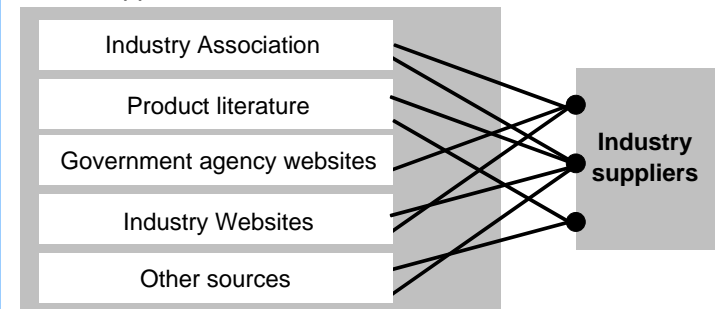 Industry Association
Product literature
Government agency websites
Industry Websites
Other sources
Industry
suppliers